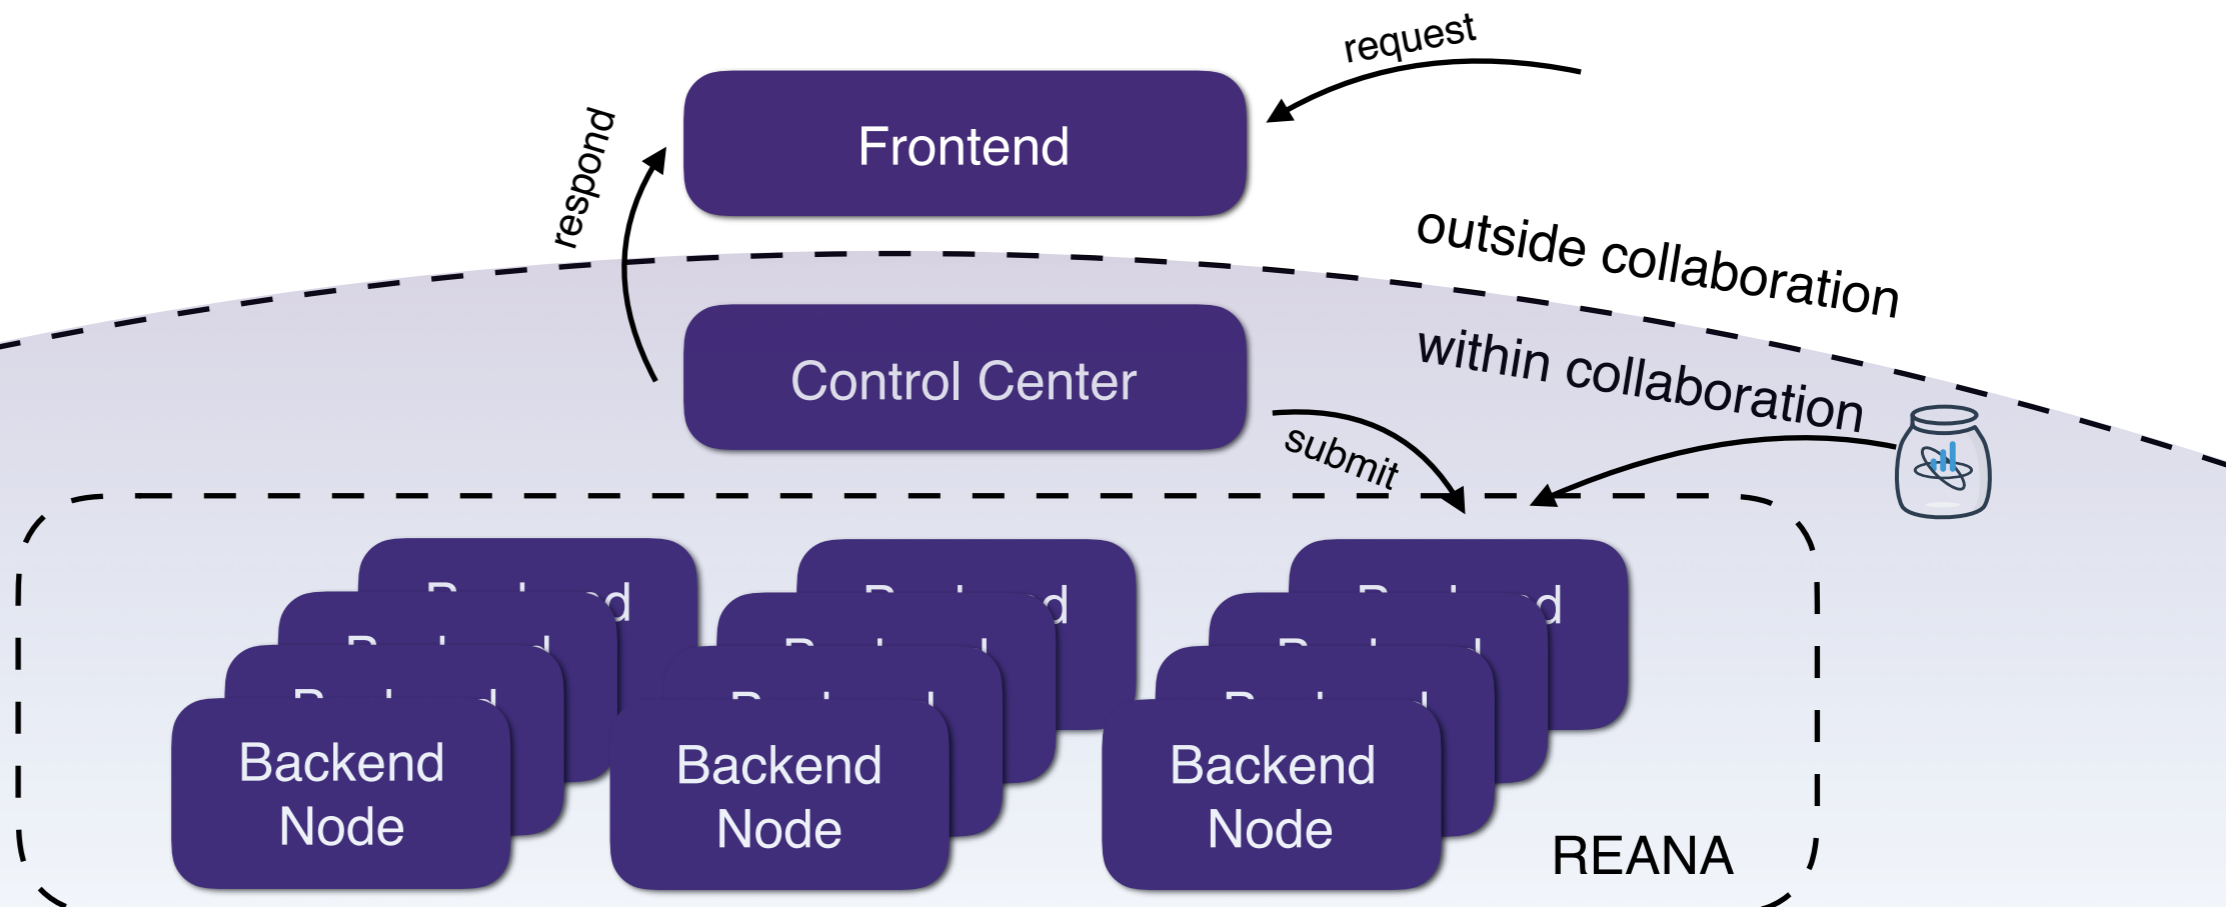 request
respond
Frontend
outside collaboration
within collaboration
Control Center
submit
Backend
Node
Backend
Node
Backend
Node
REANA